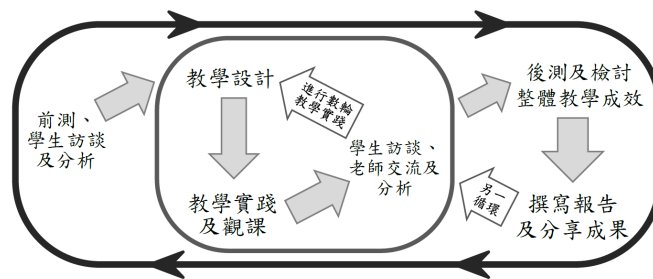 前測、
學生訪談
及分析
教學設計
進行數輪
教學實踐
學生訪談、
老師交流及
分析
教學實踐
及觀課
後測及檢討
整體教學成效
另一
循環
撰寫報告
及分享成果